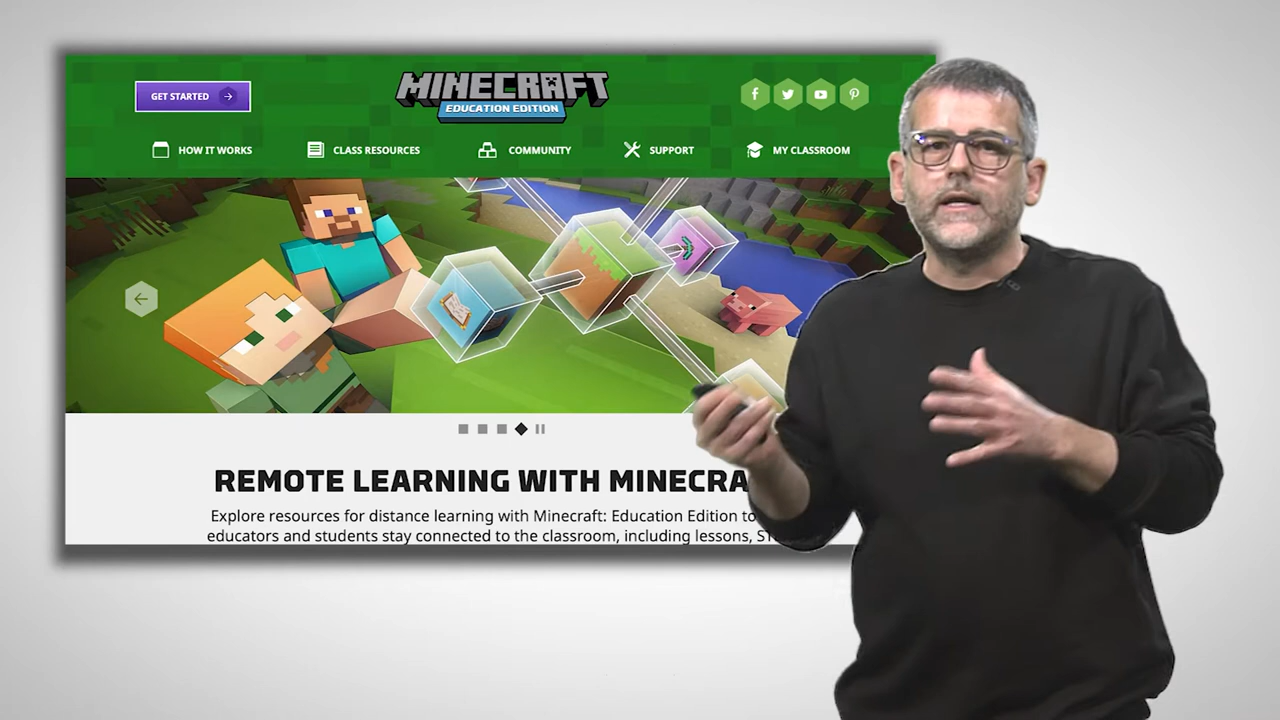 GET STARTED
MINECRAFT
EDUCATION EDITION
HOW IT WORKS
CLASS RESOURCES
COMMUNITY
SUPPORT
MY CLASSROOM
REMOTE LEARNING WITH
Explore resources for distance learning with Minecraft: Education Edition to
educators and students stay connected to the classroom, including lessons,